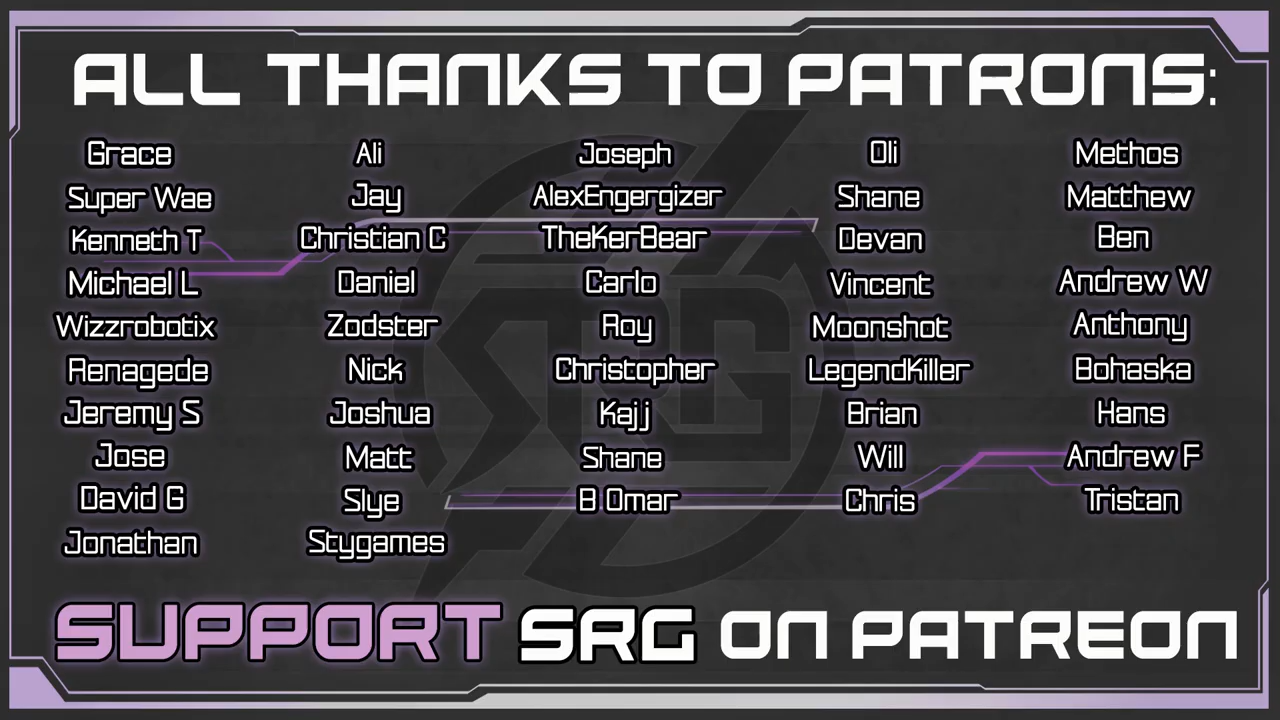 ALL THANKS TO PATRONS:
Grace Ali Joseph Oli Methos
Super Wae Jay AlexEngergizer Shane Matthew
Kenneth T Christian C TheKerBear Devan Ben
Michael L Daniel Carlo Vincent Andrew W
Wizzrobotix Zodster Roy Moonshot Anthony
Renagede Nick Christopher LegendKiller Bohaska
Jeremy S Joshua Kajj Brian Hans
Jose Matt Shane Will Andrew F
David G Slye B Omar Chris Tristan
Jonathan Stygames
SUPPORT SRG ON PATREON
SRG